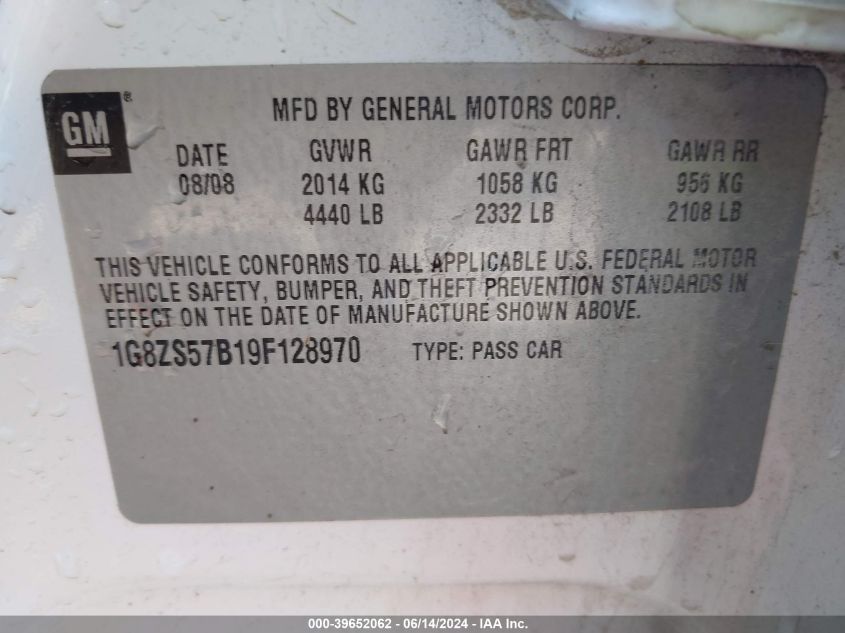 GM®
MFD BY GENERAL MOTORS CORP.
DATE GVWR GAWR FRT GAWR RR
08/08 2014 KG 1058 KG 956 KG
4440 LB 2332 LB 2108 LB
THIS VEHICLE CONFORMS TO ALL APPLICABLE U.S. FEDERAL MOTOR
VEHICLE SAFETY, BUMPER, AND THEFT PREVENTION STANDARDS IN
EFFECT ON THE DATE OF MANUFACTURE SHOWN ABOVE.
1G8ZS57B19F128970 TYPE: PASS CAR
000-39652062 - 06/14/2024 - IAA Inc.